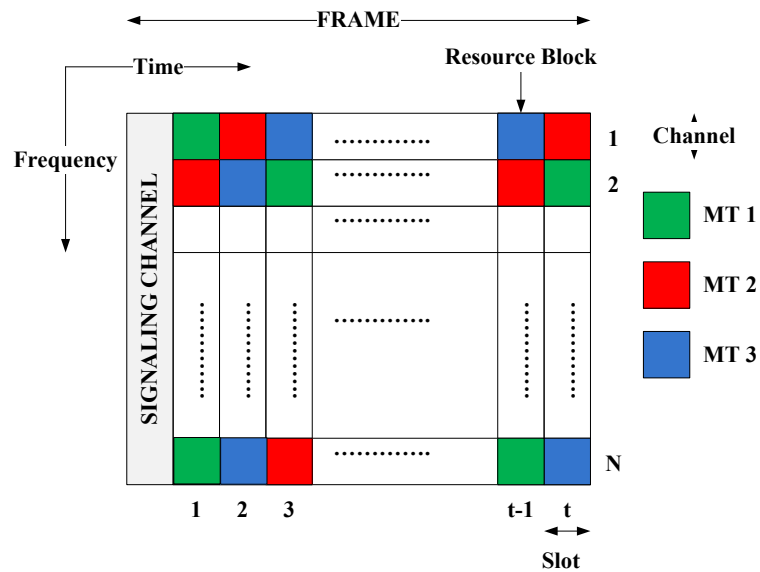 FRAME
Time
Resource Block
Frequency
1
Channel
2
SIGNALING CHANNEL
MT 1
MT 2
MT 3
N
1 2 3 t-1 t
Slot